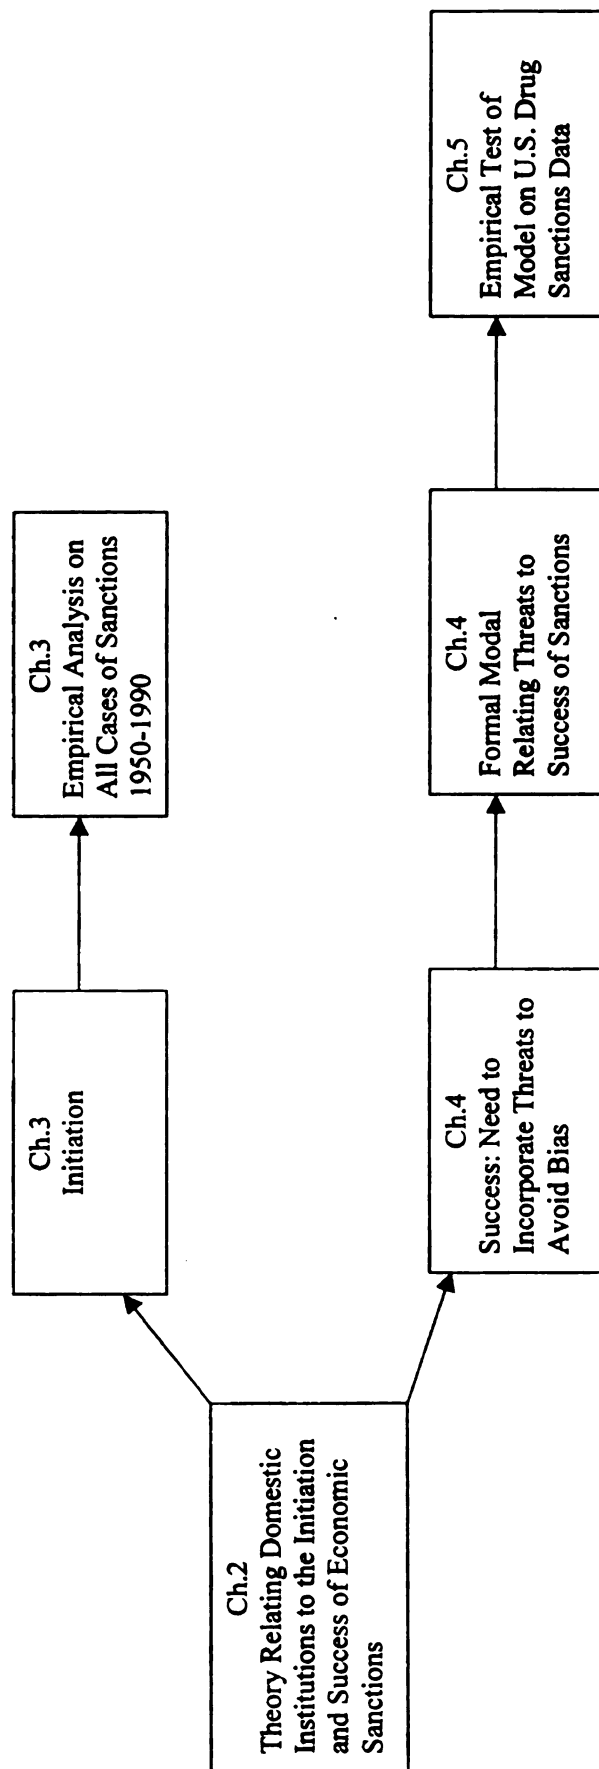 Ch.2
Theory Relating Domestic
Institutions to the Initiation
and Success of Economic
Sanctions
Ch.3
Initiation
Ch.3
Empirical Analysis on
All Cases of Sanctions
1950-1990
Ch.4
Success: Need to
Incorporate Threats to
Avoid Bias
Ch.4
Formal Modal
Relating Threats to
Success of Sanctions
Ch.5
Empirical Test of
Model on U.S. Drug
Sanctions Data